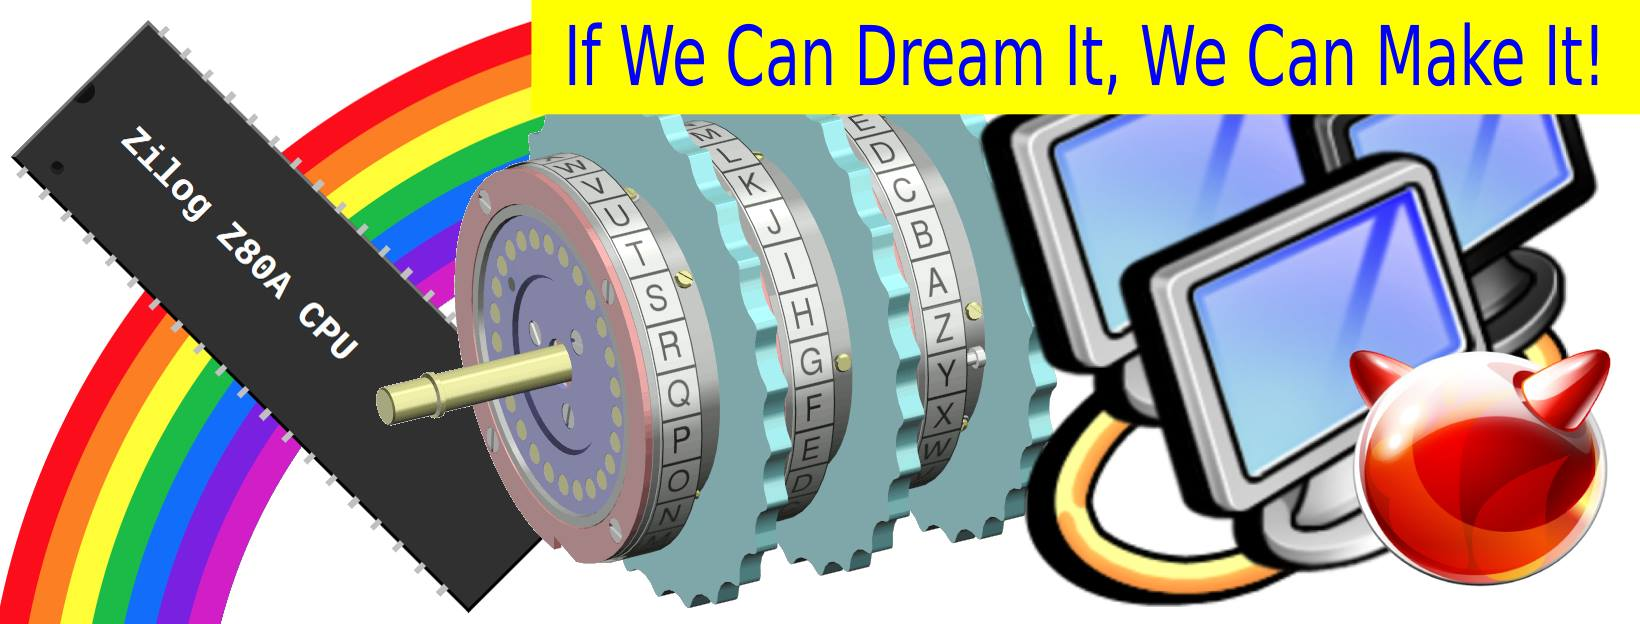 If We Can Dream It, We Can Make It!
Zilog Z80A CPU
X
W
V
U
T
S
R
Q
P
O
N
M
M
L
K
J
I
H
G
F
E
D
E
D
C
B
A
Z
Y
X
W